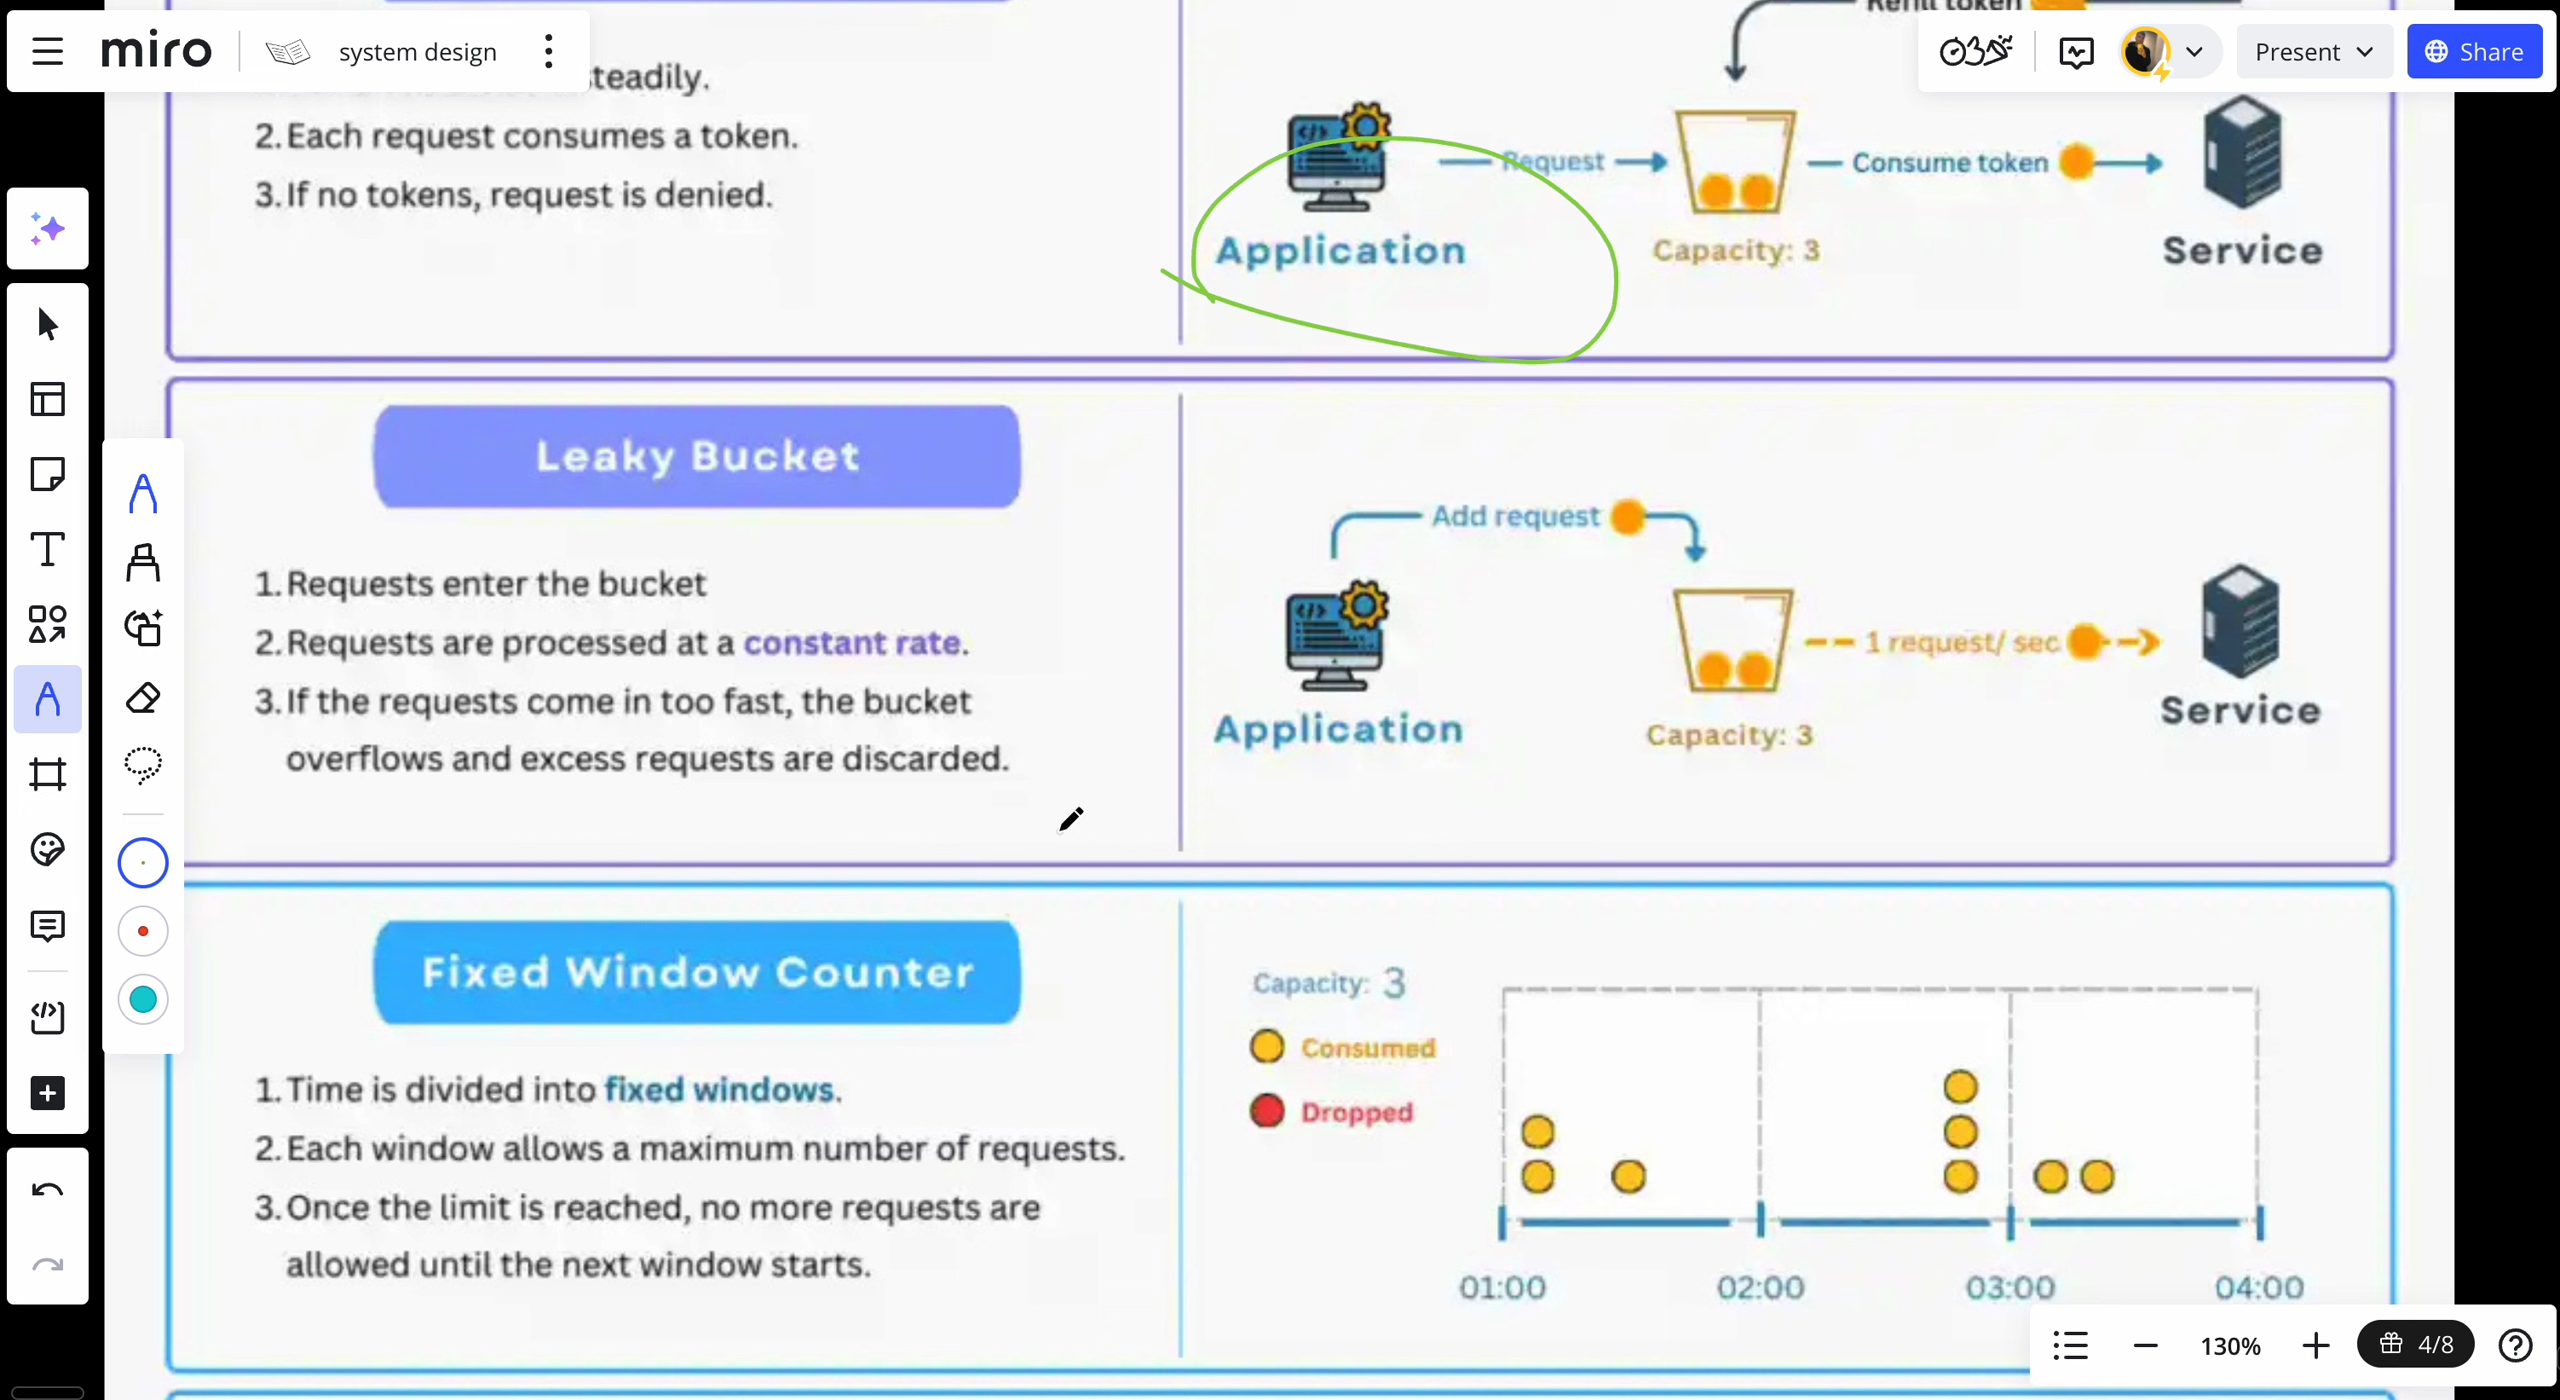 miro
system design
Refill token
Present
Share
teadily.
2. Each request consumes a token.
3. If no tokens, request is denied.
Request
Consume token
Application
Capacity: 3
Service
Leaky Bucket
1. Requests enter the bucket
2. Requests are processed at a constant rate.
3. If the requests come in too fast, the bucket
overflows and excess requests are discarded.
Add request
1 request/ sec
Application
Capacity: 3
Service
Fixed Window Counter
1. Time is divided into fixed windows.
2. Each window allows a maximum number of requests.
3. Once the limit is reached, no more requests are
allowed until the next window starts.
Capacity: 3
Consumed
Dropped
01:00
02:00
03:00
04:00
130%
4/8